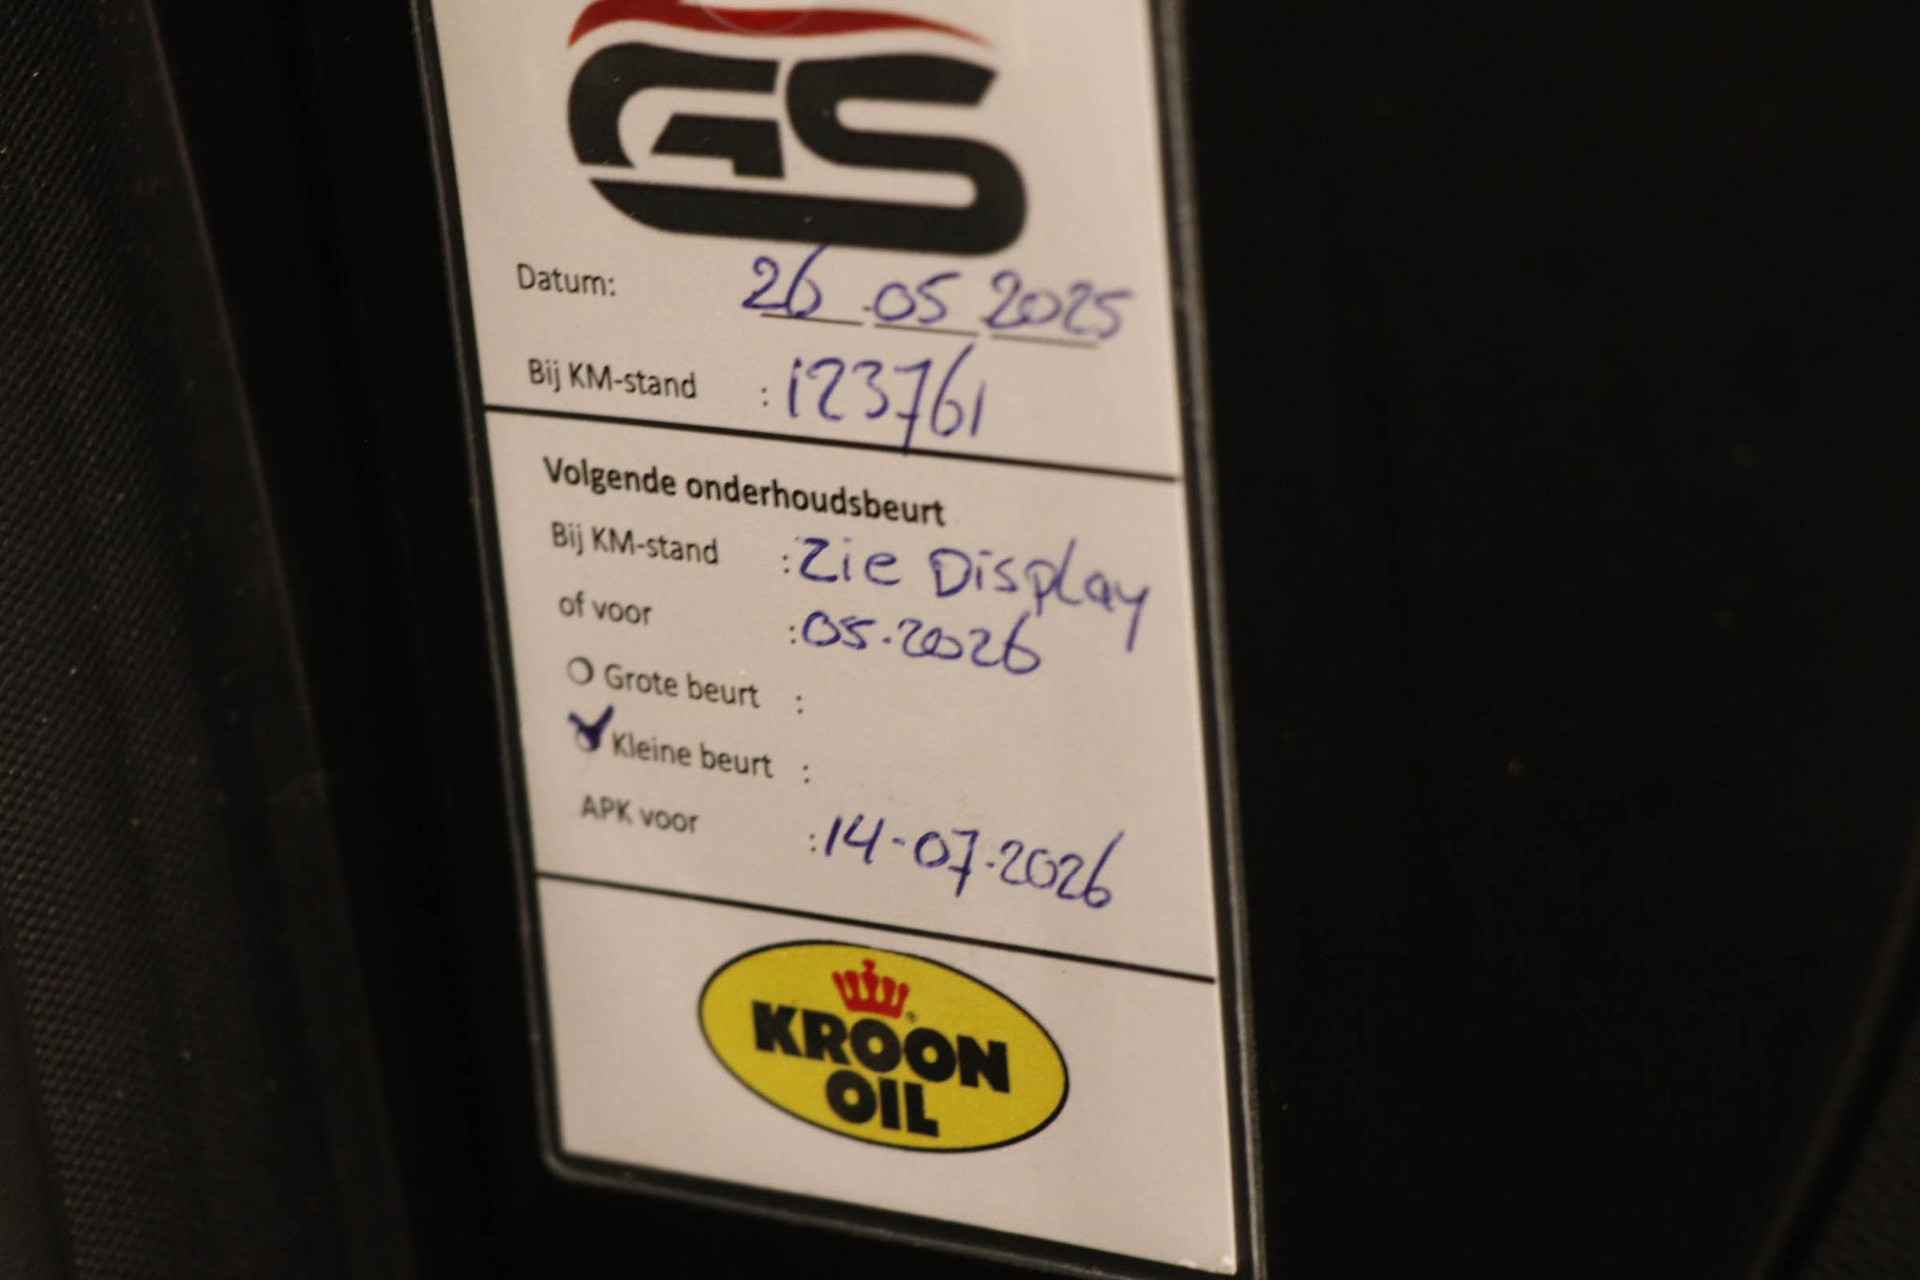 GS
Datum: 26.05 2025
Bij KM-stand : 123761
Volgende onderhoudsbeurt
Bij KM-stand : Zie Display
of voor : 05.2026
Grote beurt :
Kleine beurt :
APK voor : 14-07-2026
KROON
OIL